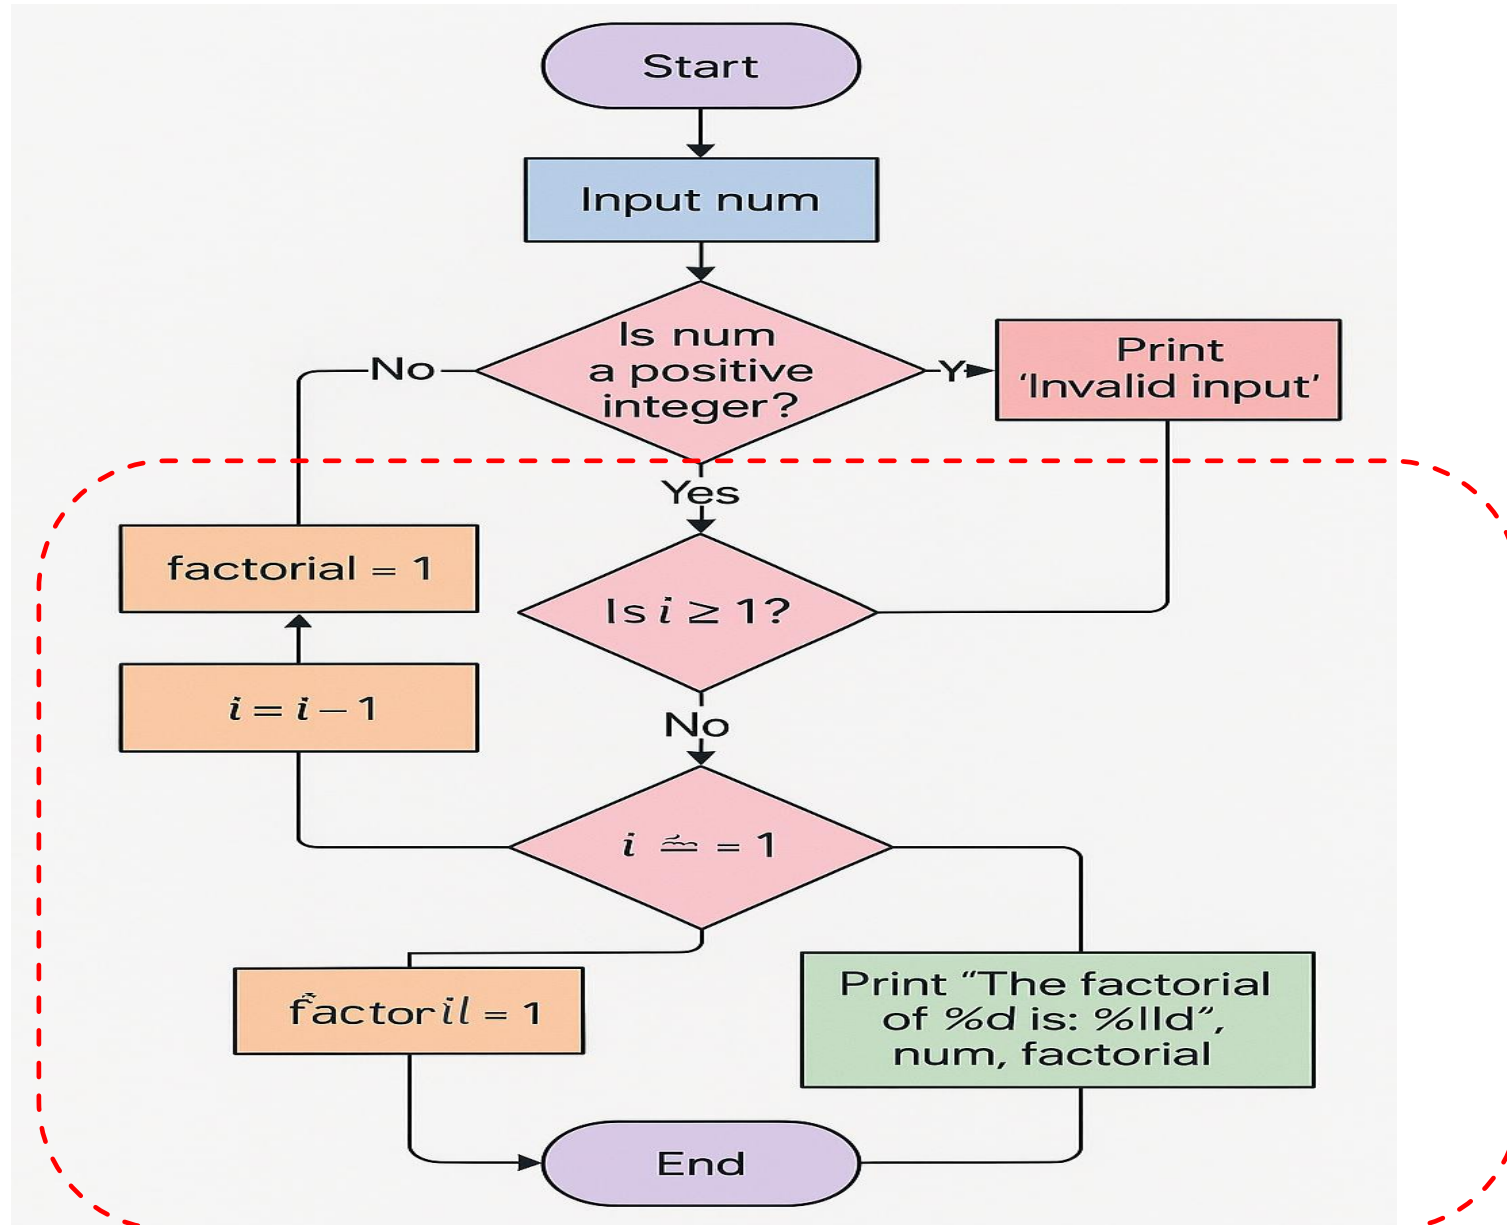 Start
Input num
Is num
a positive
integer?
No
Y
Print
‘Invalid input’
Yes
factorial = 1
Is i ≥ 1?
i = i – 1
No
i = 1
= 1
Print “The factorial
of %d is: %lld”,
num, factorial
End